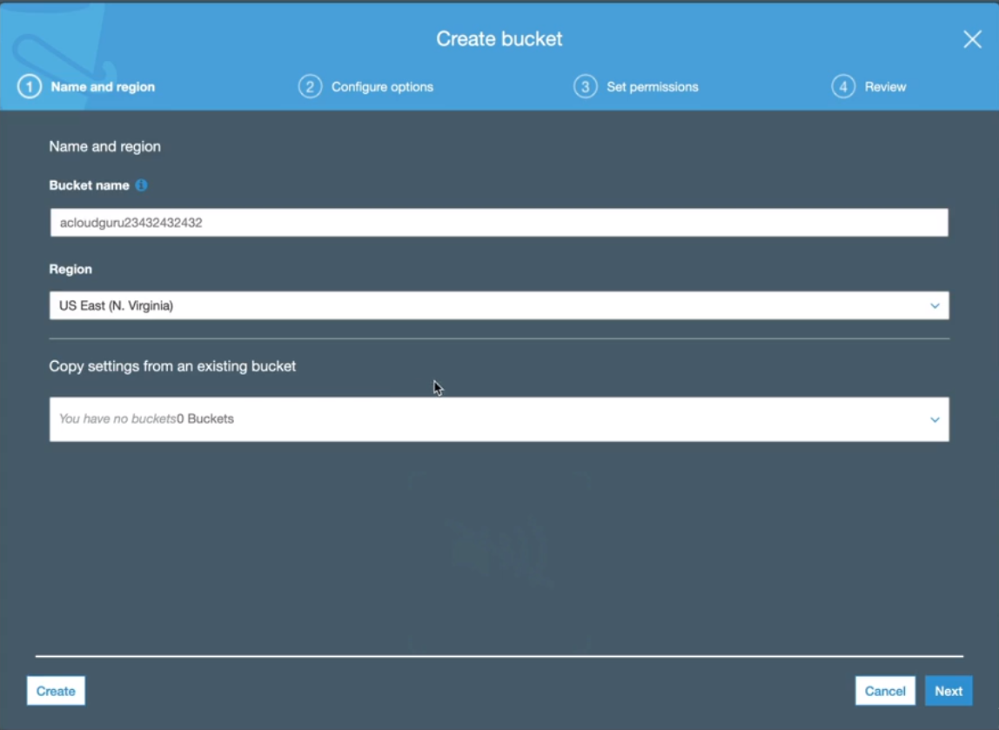 Create bucket
1 Name and region 2 Configure options 3 Set permissions 4 Review
Name and region
Bucket name
acloudguru23432432432
Region
US East (N. Virginia)
Copy settings from an existing bucket
You have no buckets0 Buckets
Create Cancel Next